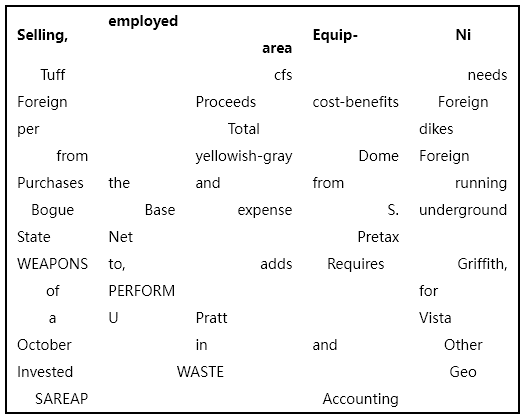 Selling, employed area Equip- Ni
Tuff cfs needs
Foreign Proceeds cost-benefits Foreign
per Total dikes
from yellowish-gray Dome Foreign
Purchases the and from running
Bogue Base expense S. underground
State Net Pretax
WEAPONS to, adds Requires Griffith,
of PERFORM for
a U Pratt Vista
October in and Other
Invested WASTE Geo
SAREAP Accounting